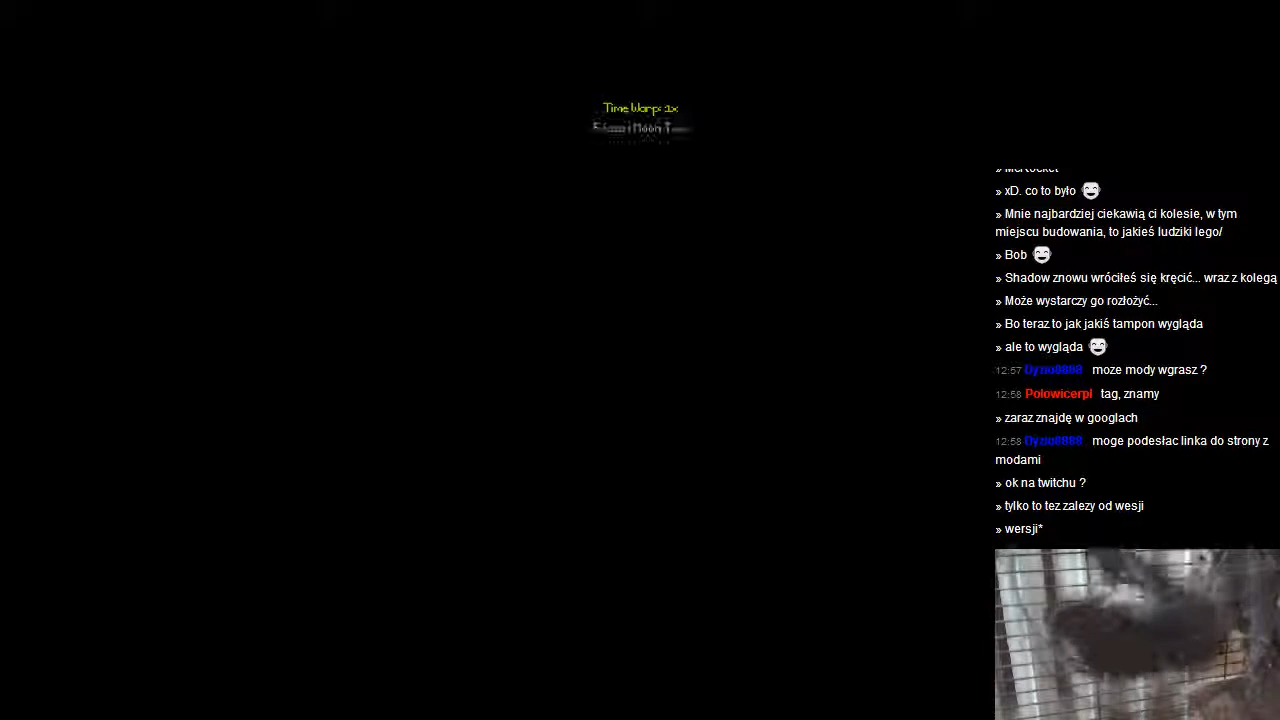 Time Warp: 1x
» McRocket
» xD. co to było
» Mnie najbardziej ciekawią ci kolesie, w tym
miejscu budowania, to jakieś ludziki lego/
» Bob
» Shadow znowu wróciłeś się kręcić... wraz z kolegą
» Może wystarczy go rozłożyć...
» Bo teraz to jak jakiś tampon wygląda
» ale to wygląda
12:57 Dyzio8888 moze mody wgrasz ?
12:58 Polowicerpl tag, znamy
» zaraz znajdę w googlach
12:58 Dyzio8888 moge podesłac linka do strony z
modami
» ok na twitchu ?
» tylko to tez zalezy od wesji
» wersji*